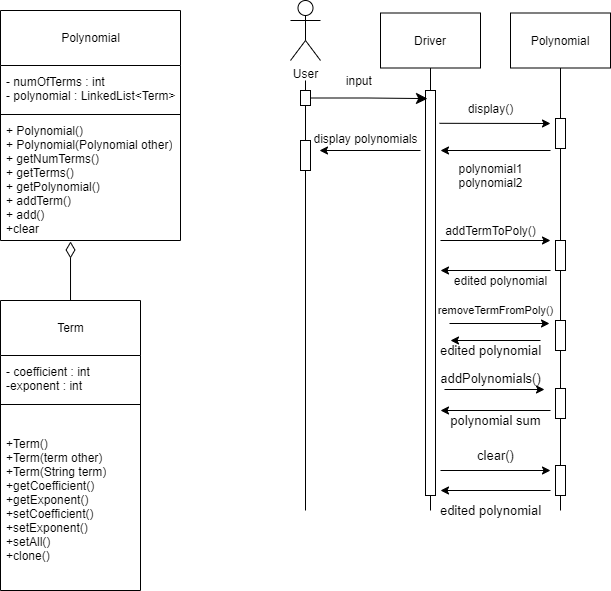 Polynomial
- numOfTerms : int
- polynomial : LinkedList<Term>
+ Polynomial()
+ Polynomial(Polynomial other)
+ getNumTerms()
+ getTerms()
+ getPolynomial()
+ addTerm()
+ add()
+clear
Term
- coefficient : int
-exponent : int
+Term()
+Term(term other)
+Term(String term)
+getCoefficient()
+getExponent()
+setCoefficient()
+setExponent()
+setAll()
+clone()
User
Driver
Polynomial
input
display()
display polynomials
polynomial1
polynomial2
addTermToPoly()
edited polynomial
removeTermFromPoly()
edited polynomial
addPolynomials()
polynomial sum
clear()
edited polynomial